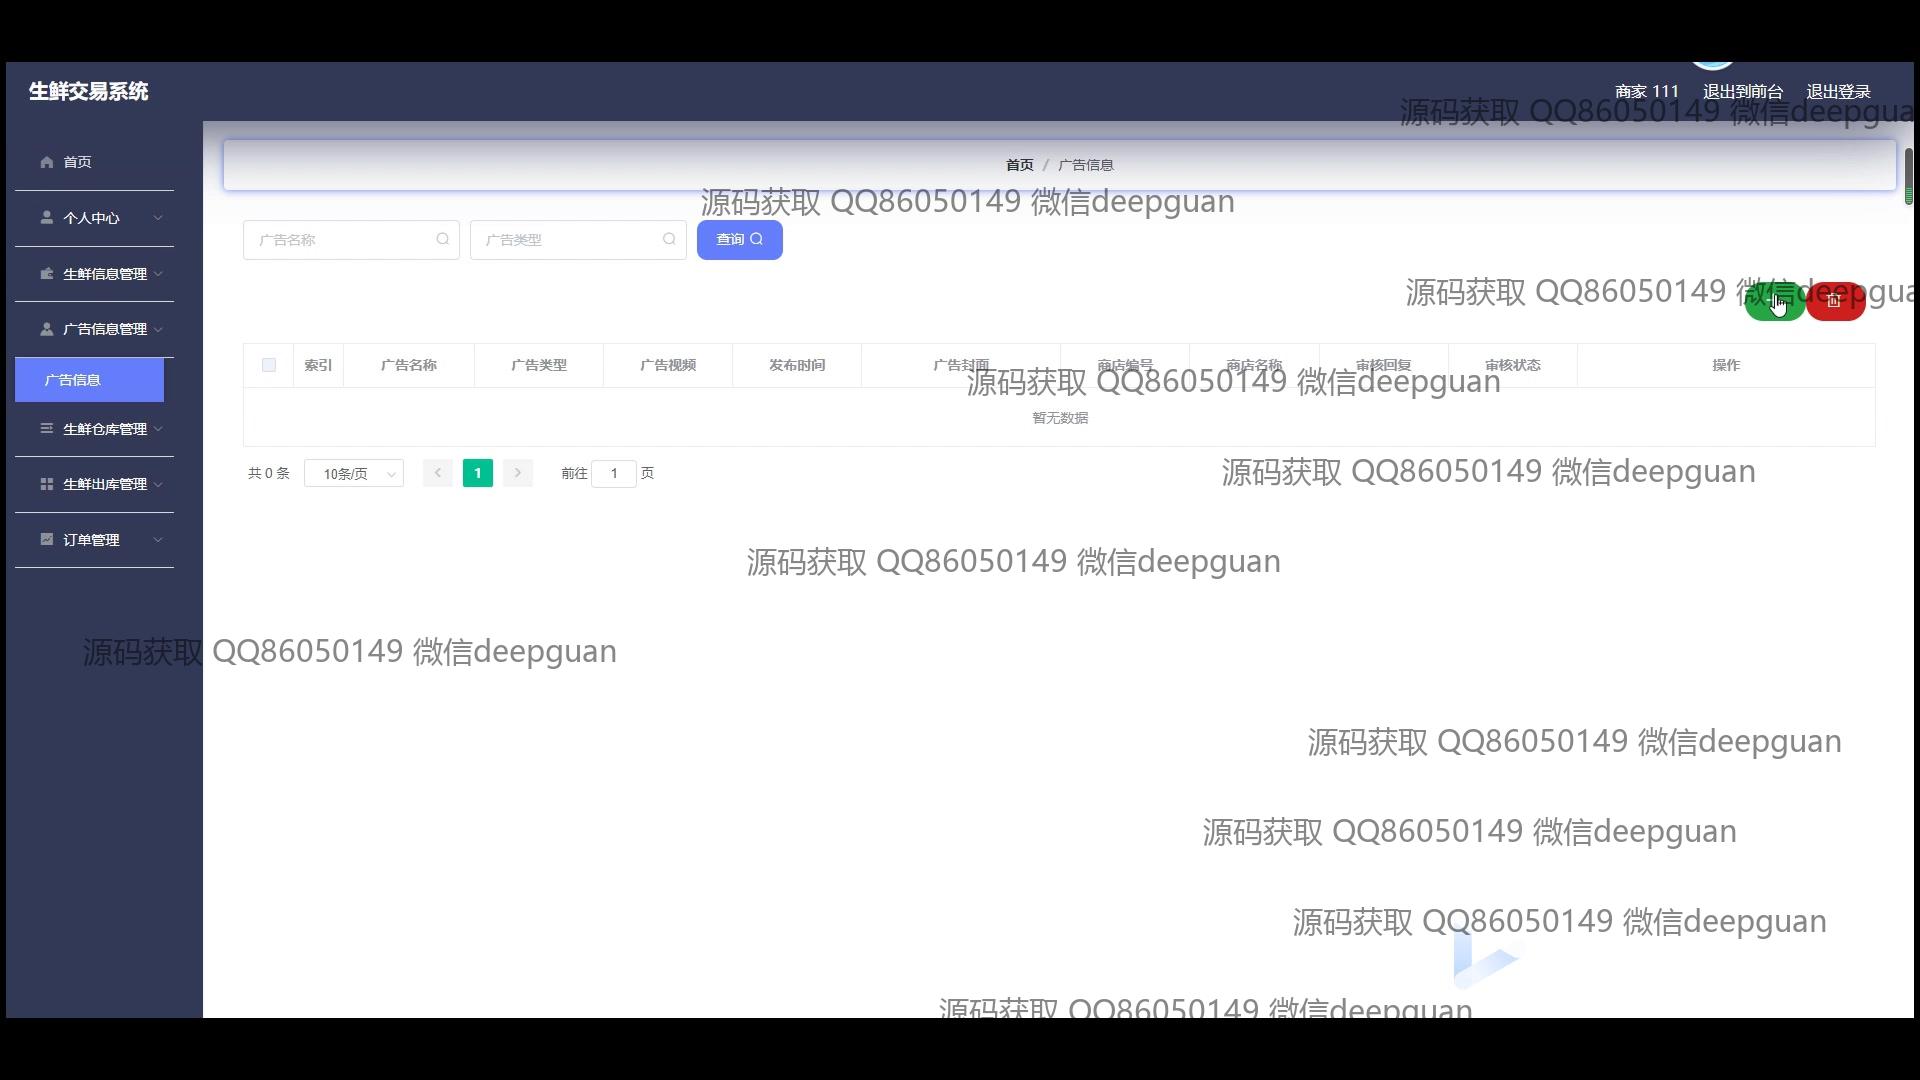 生鲜交易系统
商家 111 退出到前台 退出登录
源码获取 QQ86050149 微信deepgua
首页
首页 / 广告信息
源码获取 QQ86050149 微信deepguan
个人中心
广告名称 广告类型 查询
生鲜信息管理
源码获取 QQ86050149 微信deepgua
广告信息管理
索引 广告名称 广告类型 广告视频 发布时间 广告封面 商店编号 商店名称 审核回复 审核状态 操作
广告信息
源码获取 QQ86050149 微信deepguan
暂无数据
生鲜仓库管理
共 0 条 10条/页 1 前往 1 页
源码获取 QQ86050149 微信deepguan
生鲜出库管理
订单管理
源码获取 QQ86050149 微信deepguan
源码获取 QQ86050149 微信deepguan
源码获取 QQ86050149 微信deepguan
源码获取 QQ86050149 微信deepguan
源码获取 QQ86050149 微信deepguan
源码获取 QQ86050149 微信deepguan